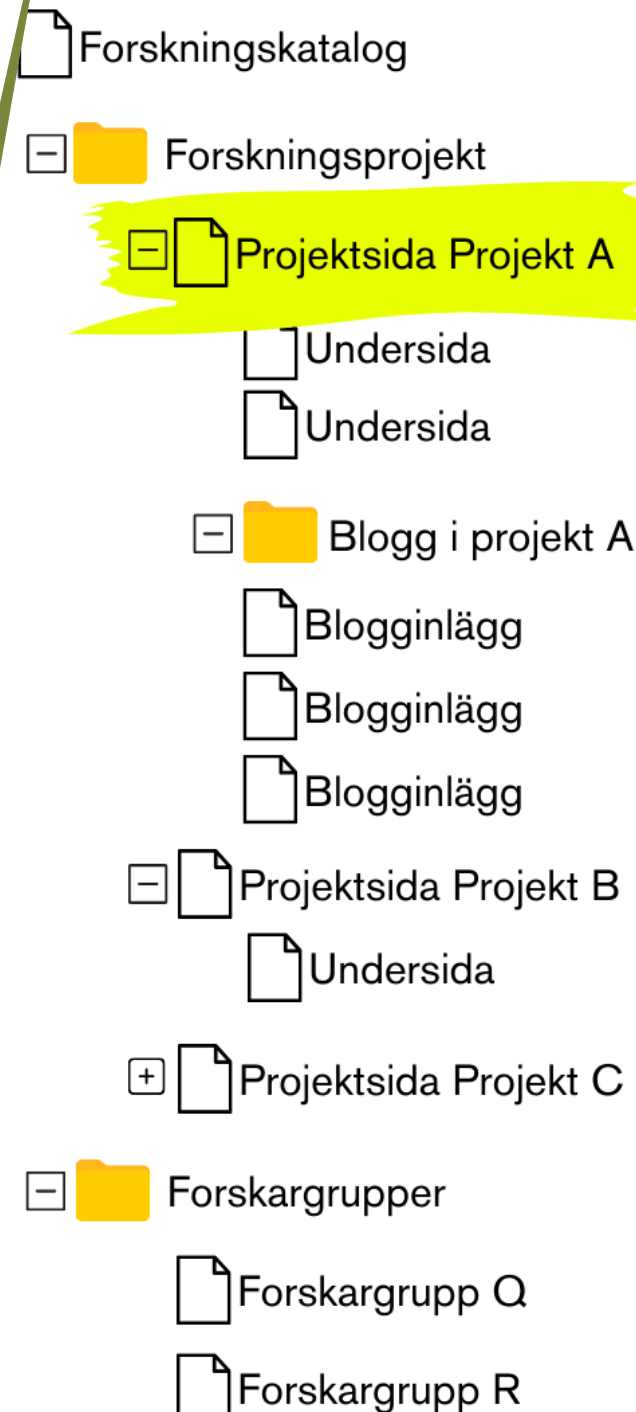 Forskningskatalog
Forskningsprojekt
Projektsida Projekt A
Undersida
Undersida
Blogg i projekt A
Blogginlägg
Blogginlägg
Blogginlägg
Projektsida Projekt B
Undersida
Projektsida Projekt C
Forskargrupper
Forskargrupp Q
Forskargrupp R